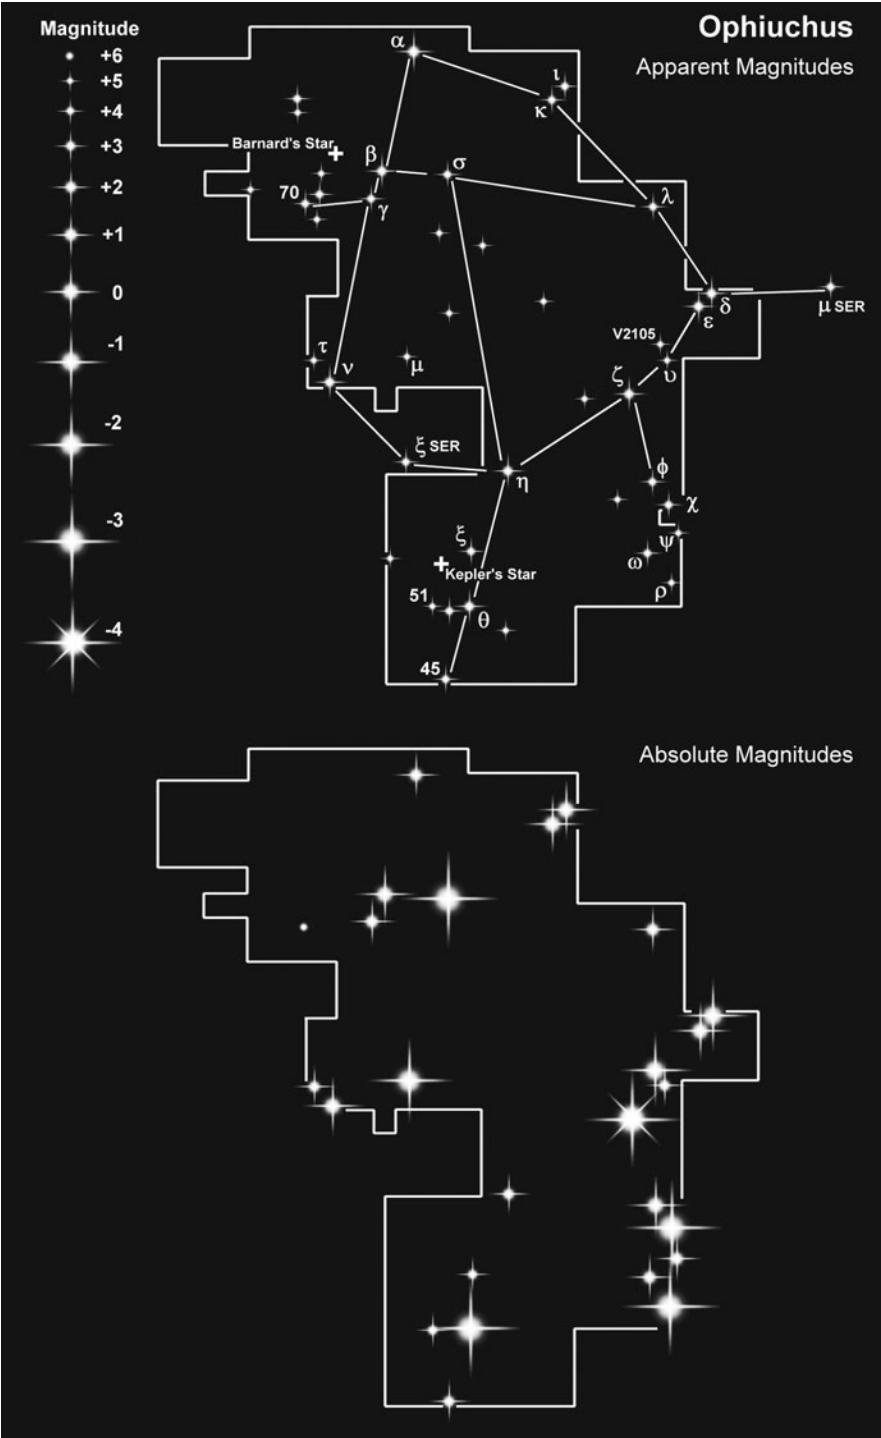 Magnitude
+6
+5
+4
+3
+2
+1
0
-1
-2
-3
-4
Ophiuchus
Apparent Magnitudes
α
ι
κ
Barnard's Star
β
σ
70
γ
λ
δ
μ SER
ε
V2105
τ
ν
μ
υ
ζ
ξ SER
η
φ
χ
ξ
ψ
ω
Kepler's Star
ρ
51
θ
45
Absolute Magnitudes